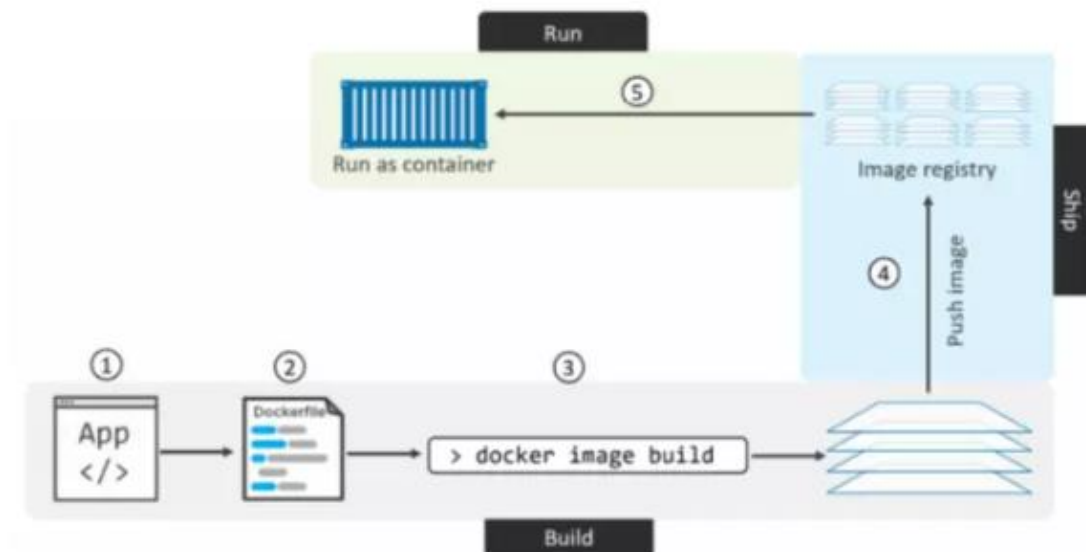 Run
⑤
Run as container
Image registry
Ship
④
Push image
①
②
③
App
</>
Dockerfile
> docker image build
Build